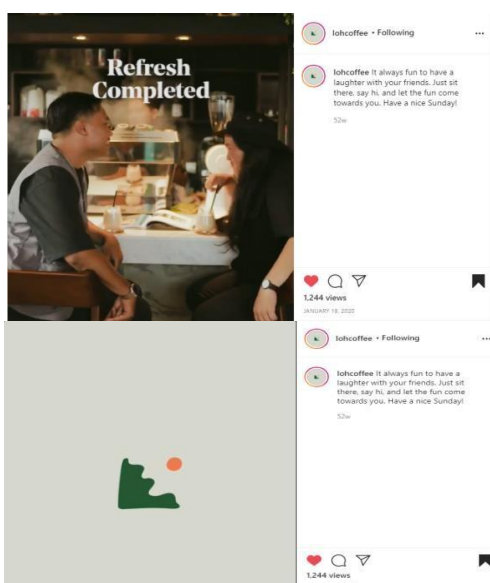 Refresh
Completed
lohcoffee • Following
lohcoffee It always fun to have a
laughter with your friends. Just sit
there, say hi, and let the fun come
towards you. Have a nice Sunday!
52w
1,244 views
JANUARY 19, 2020
lohcoffee • Following
lohcoffee It always fun to have a
laughter with your friends. Just sit
there, say hi, and let the fun come
towards you. Have a nice Sunday!
52w
1,244 views